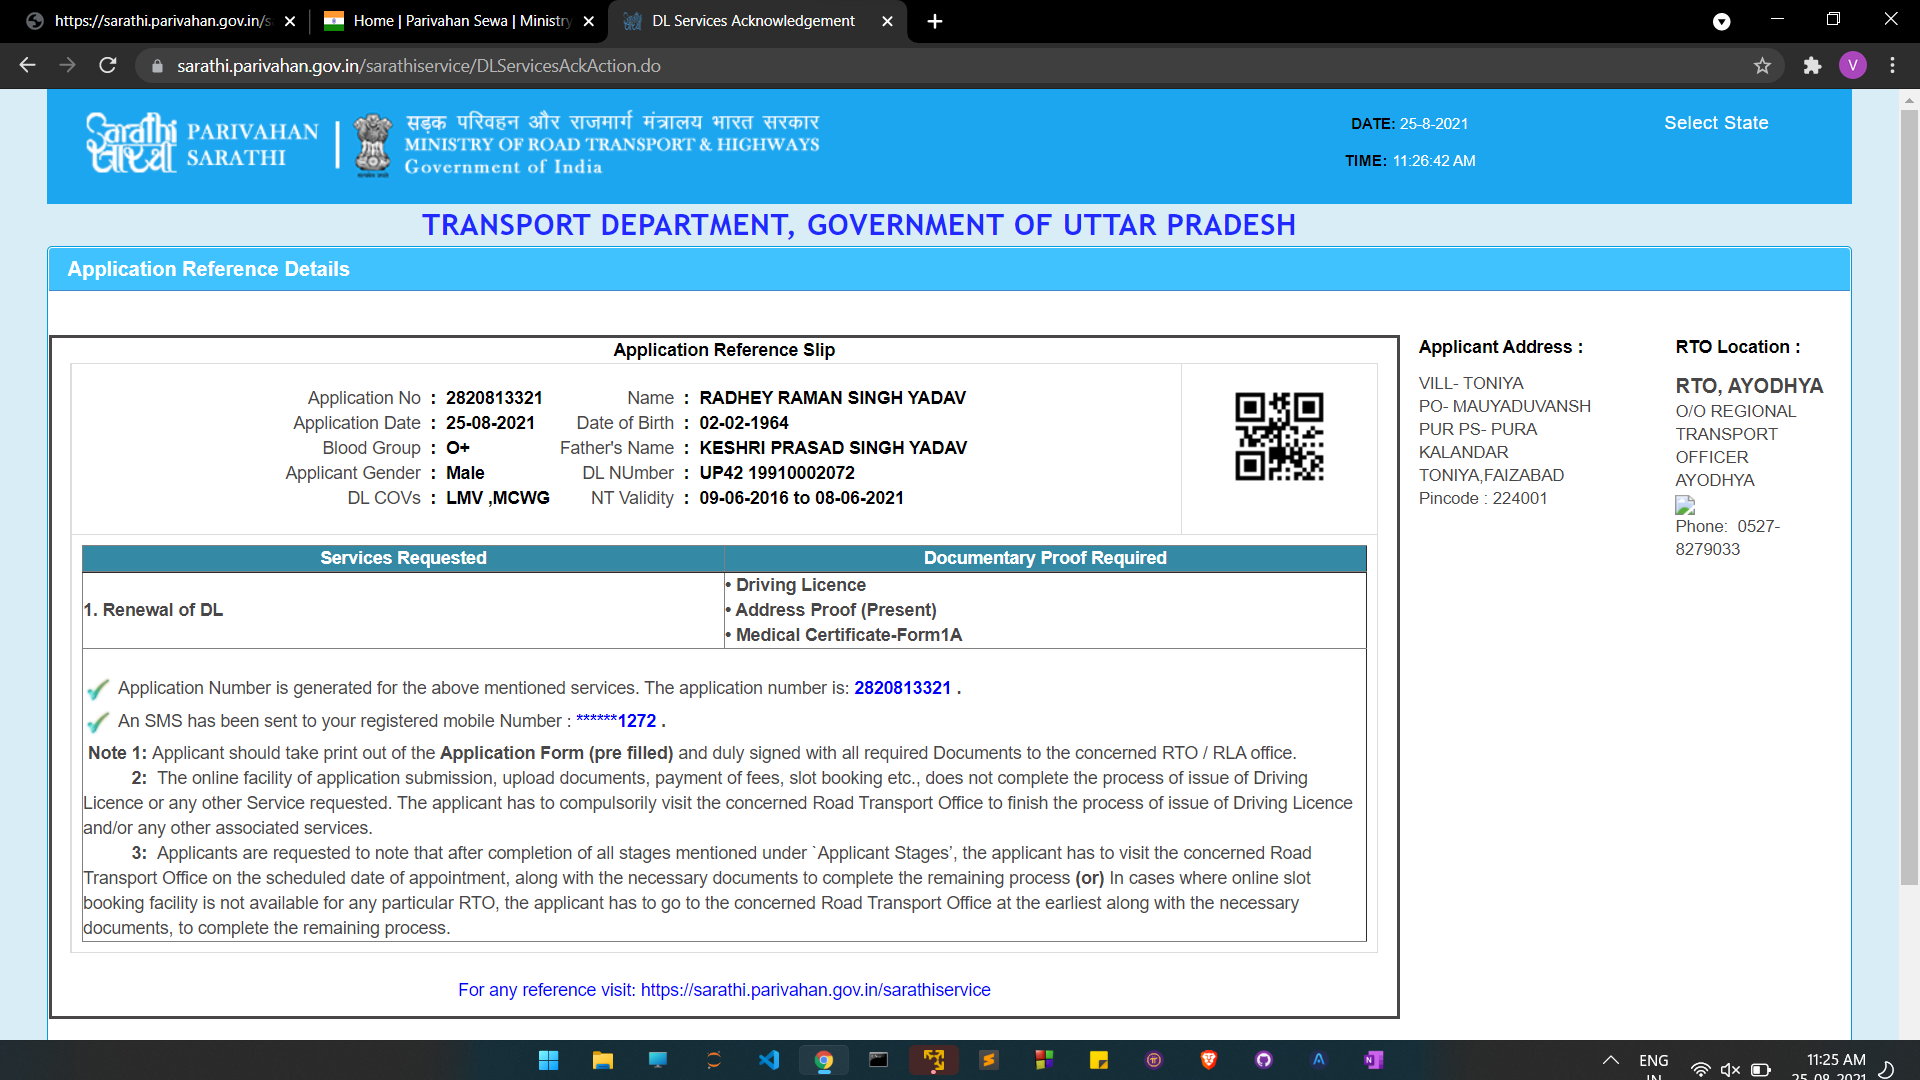 https://sarathi.parivahan.gov.in/s
Home | Parivahan Sewa | Ministry
DL Services Acknowledgement
sarathi.parivahan.gov.in/sarathiservice/DLServicesAckAction.do
V
Sarathi
सारथी
PARIVAHAN
SARATHI
सड़क परिवहन और राजमार्ग मंत्रालय भारत सरकार
MINISTRY OF ROAD TRANSPORT & HIGHWAYS
Government of India
DATE: 25-8-2021
TIME: 11:26:42 AM
Select State
TRANSPORT DEPARTMENT, GOVERNMENT OF UTTAR PRADESH
Application Reference Details
Application Reference Slip
Application No : 2820813321 Name : RADHEY RAMAN SINGH YADAV
Application Date : 25-08-2021 Date of Birth : 02-02-1964
Blood Group : O+ Father's Name : KESHRI PRASAD SINGH YADAV
Applicant Gender : Male DL NUmber : UP42 19910002072
DL COVs : LMV ,MCWG NT Validity : 09-06-2016 to 08-06-2021
Services Requested Documentary Proof Required
1. Renewal of DL
• Driving Licence
• Address Proof (Present)
• Medical Certificate-Form1A
Application Number is generated for the above mentioned services. The application number is: 2820813321 .
An SMS has been sent to your registered mobile Number : ******1272 .
Note 1: Applicant should take print out of the Application Form (pre filled) and duly signed with all required Documents to the concerned RTO / RLA office.
2: The online facility of application submission, upload documents, payment of fees, slot booking etc., does not complete the process of issue of Driving
Licence or any other Service requested. The applicant has to compulsorily visit the concerned Road Transport Office to finish the process of issue of Driving Licence
and/or any other associated services.
3: Applicants are requested to note that after completion of all stages mentioned under `Applicant Stages’, the applicant has to visit the concerned Road
Transport Office on the scheduled date of appointment, along with the necessary documents to complete the remaining process (or) In cases where online slot
booking facility is not available for any particular RTO, the applicant has to go to the concerned Road Transport Office at the earliest along with the necessary
documents, to complete the remaining process.
For any reference visit: https://sarathi.parivahan.gov.in/sarathiservice
Applicant Address :
VILL- TONIYA
PO- MAUYADUVANSH
PUR PS- PURA
KALANDAR
TONIYA,FAIZABAD
Pincode : 224001
RTO Location :
RTO, AYODHYA
O/O REGIONAL
TRANSPORT
OFFICER
AYODHYA
Phone: 0527-
8279033
ENG
IN
11:25 AM
25-08-2021